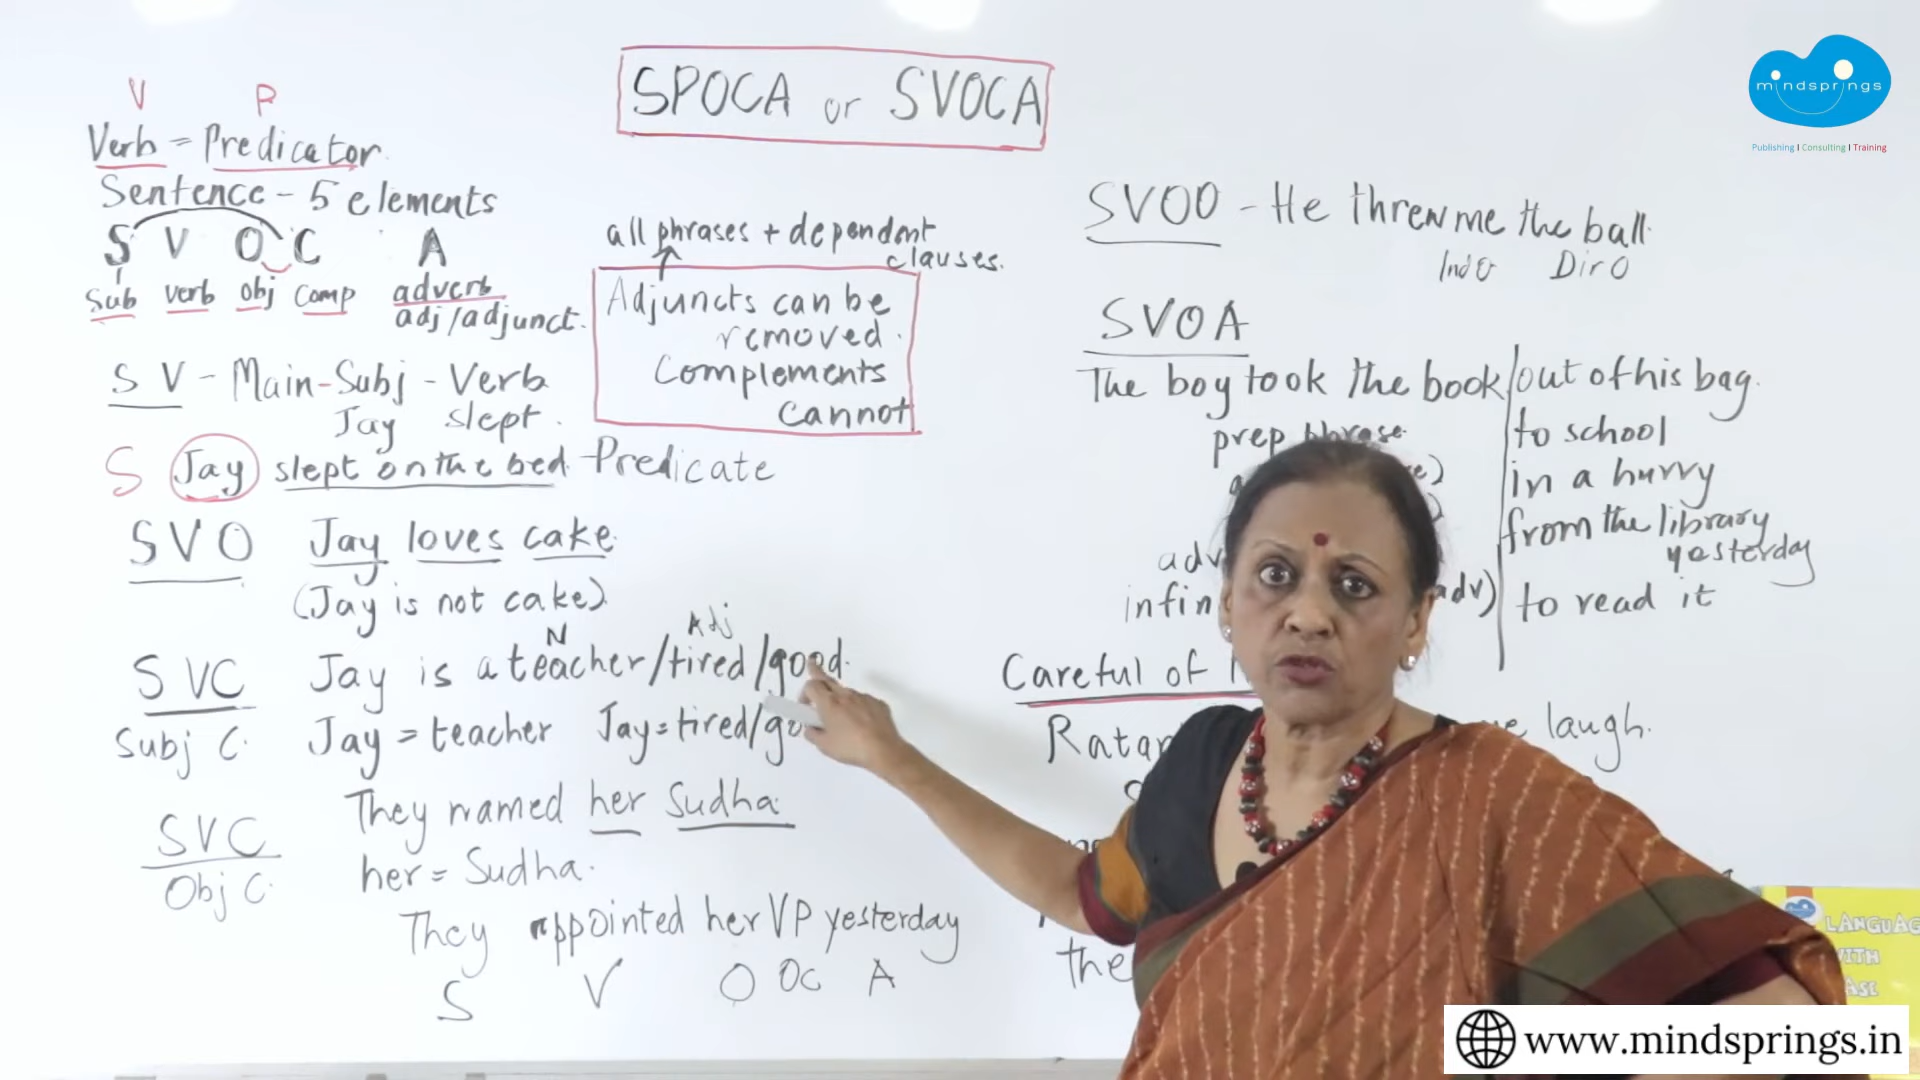 SPOCA or SVOCA
V P
Verb = Predicator
Sentence - 5 elements
S V O C A
Sub verb obj Comp adverb
adj/adjunct.
S V - Main-Subj - Verb
Jay slept.
S Jay slept on the bed - Predicate
SVO Jay loves cake.
(Jay is not cake).
N Adj
SVC Jay is a teacher/tired/good.
Subj C. Jay = teacher Jay = tired/
SVC They named her Sudha.
Obj C. her = Sudha.
They appointed her VP yesterday
S V O OC A
all phrases + dependent
clauses.
Adjuncts can be
removed.
Complements
cannot
SVOO - He threw me the ball.
Ind O Dir O
SVOA
The boy took the book/out of his bag.
prep phrase. to school
in a hurry
from the library
yesterday
adv) to read it
Careful of
laugh.
mindsprings
Publishing I Consulting I Training
LANGUAG
www.mindsprings.in